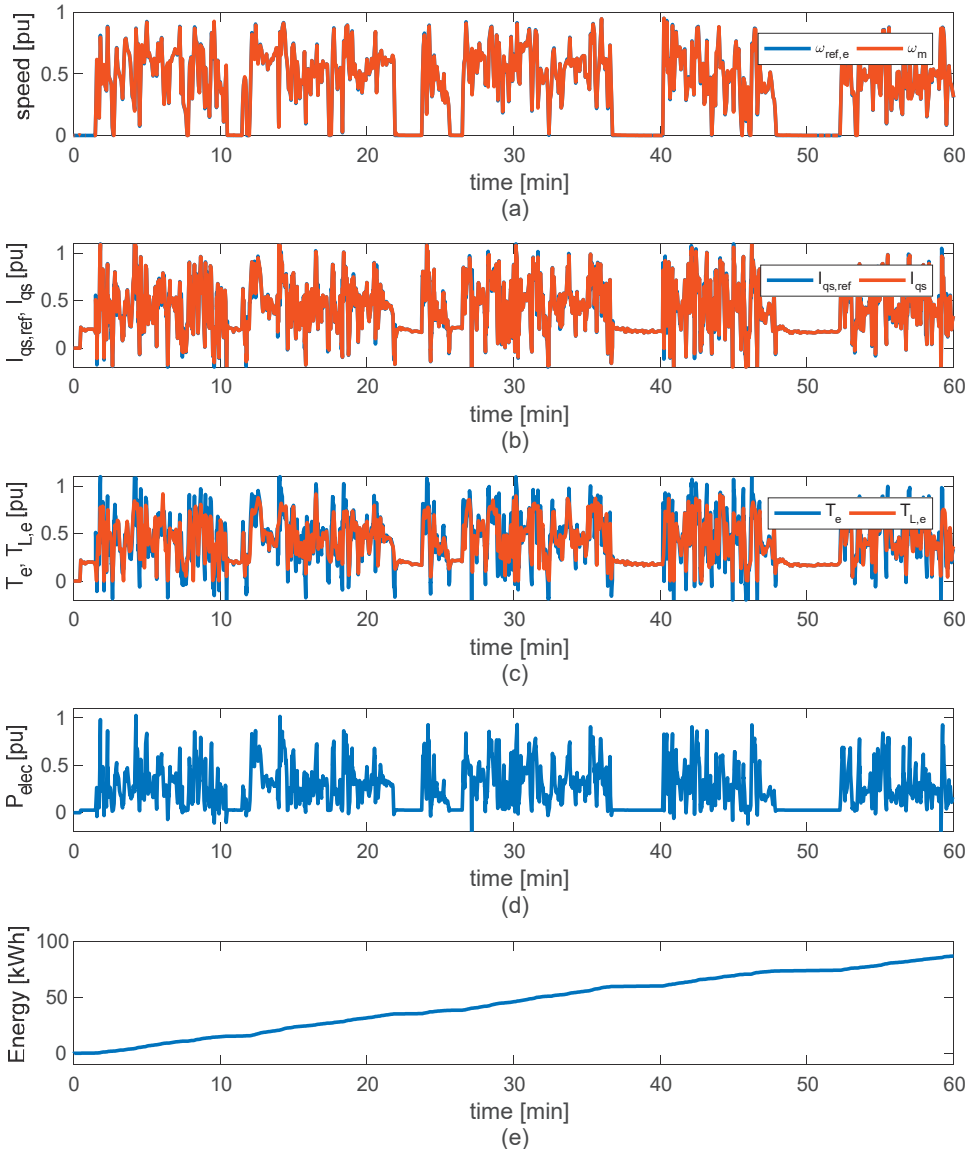 speed [pu]
1
0.5
0
ω_ref,e ω_m
0 10 20 30 40 50 60
time [min]
(a)
I_qs,ref, I_qs [pu]
1
0.5
0
I_qs,ref I_qs
0 10 20 30 40 50 60
time [min]
(b)
T_e, T_L,e [pu]
1
0.5
0
T_e T_L,e
0 10 20 30 40 50 60
time [min]
(c)
P_elec [pu]
1
0.5
0
0 10 20 30 40 50 60
time [min]
(d)
Energy [kWh]
100
50
0
0 10 20 30 40 50 60
time [min]
(e)